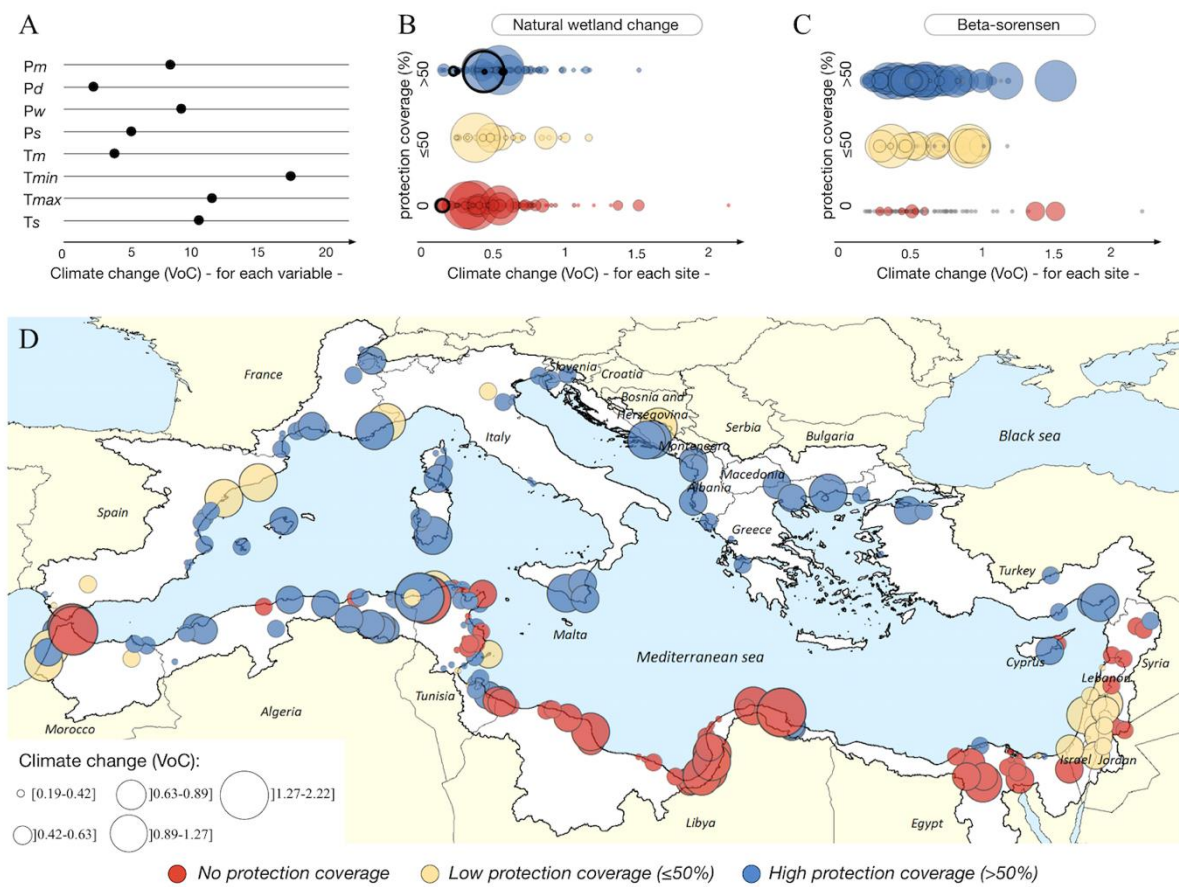 A
Pm
Pd
Pw
Ps
Tm
Tmin
Tmax
Ts
0 5 10 15 20
Climate change (VoC) - for each variable -
B
Natural wetland change
protection coverage (%)
>50
≤50
0
0 0.5 1 1.5 2
Climate change (VoC) - for each site -
C
Beta-sorensen
protection coverage (%)
>50
≤50
0
0.5 1 1.5 2
Climate change (VoC) - for each site -
D
France
Slovenia
Croatia
Bosnia and
Herzegovina
Serbia
Italy
Montenegro
Bulgaria
Black sea
Macedonia
Albania
Spain
Greece
Turkey
Malta
Mediterranean sea
Cyprus
Syria
Lebanon
Tunisia
Algeria
Morocco
Israel
Jordan
Libya
Egypt
Climate change (VoC):
[0.19-0.42] ]0.63-0.89] ]1.27-2.22]
]0.42-0.63] ]0.89-1.27]
No protection coverage Low protection coverage (≤50%) High protection coverage (>50%)